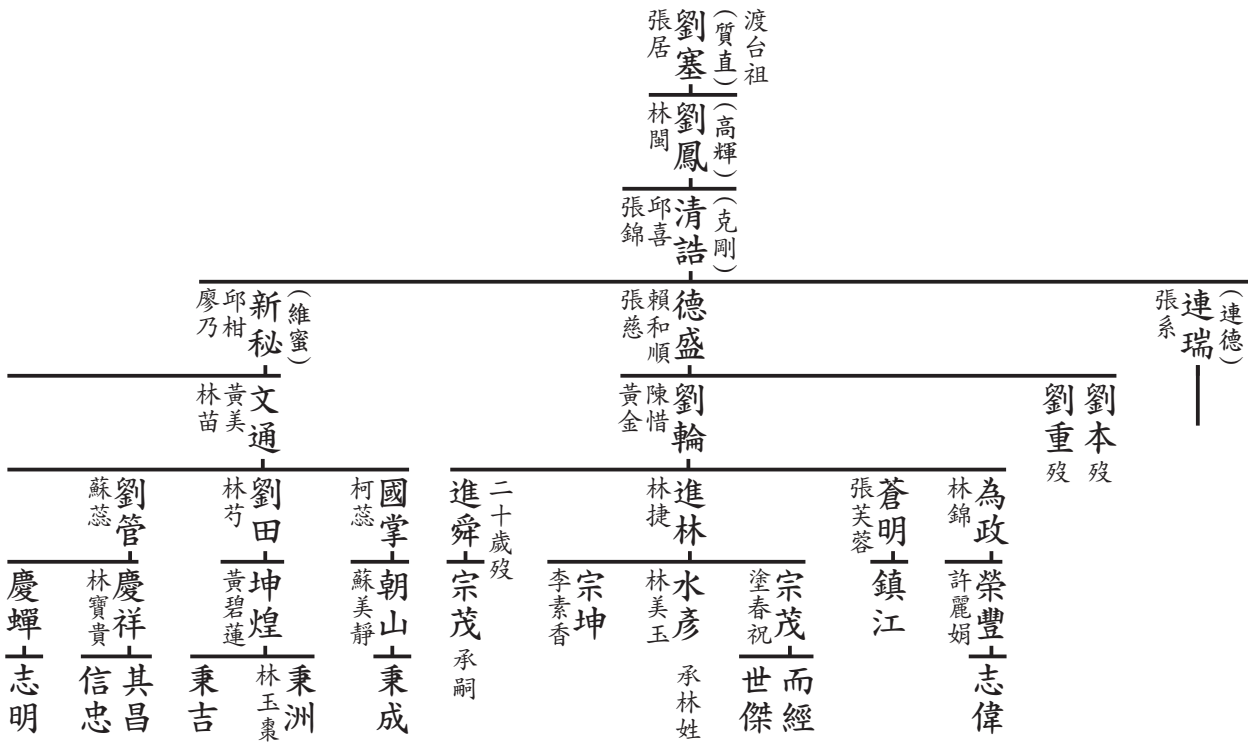 渡台祖
(質直)
劉塞
張居
(高輝)
劉鳳
林閩
(克剛)
清誥
邱喜
張錦
(連德)
連瑞
張系
德盛
賴和順
張慈
(維蜜)
新秘
邱柑
廖乃
劉本 歿
劉重 歿
劉輪
陳惜
黃金
文通
黃美
林苗
為政
林錦
蒼明
張芙蓉
進林
林捷
二十歲歿
進舜
國掌
柯蕊
劉田
林芍
劉管
蘇蕊
榮豐
許麗娟
鎮江
宗茂
塗春祝
水彥 承林姓
林美玉
宗坤
李素香
宗茂 承嗣
朝山
蘇美靜
坤煌
黃碧蓮
慶祥
林寶貴
慶蟬
志偉
而經
世傑
秉成
秉洲
林玉棗
秉吉
其昌
信忠
志明